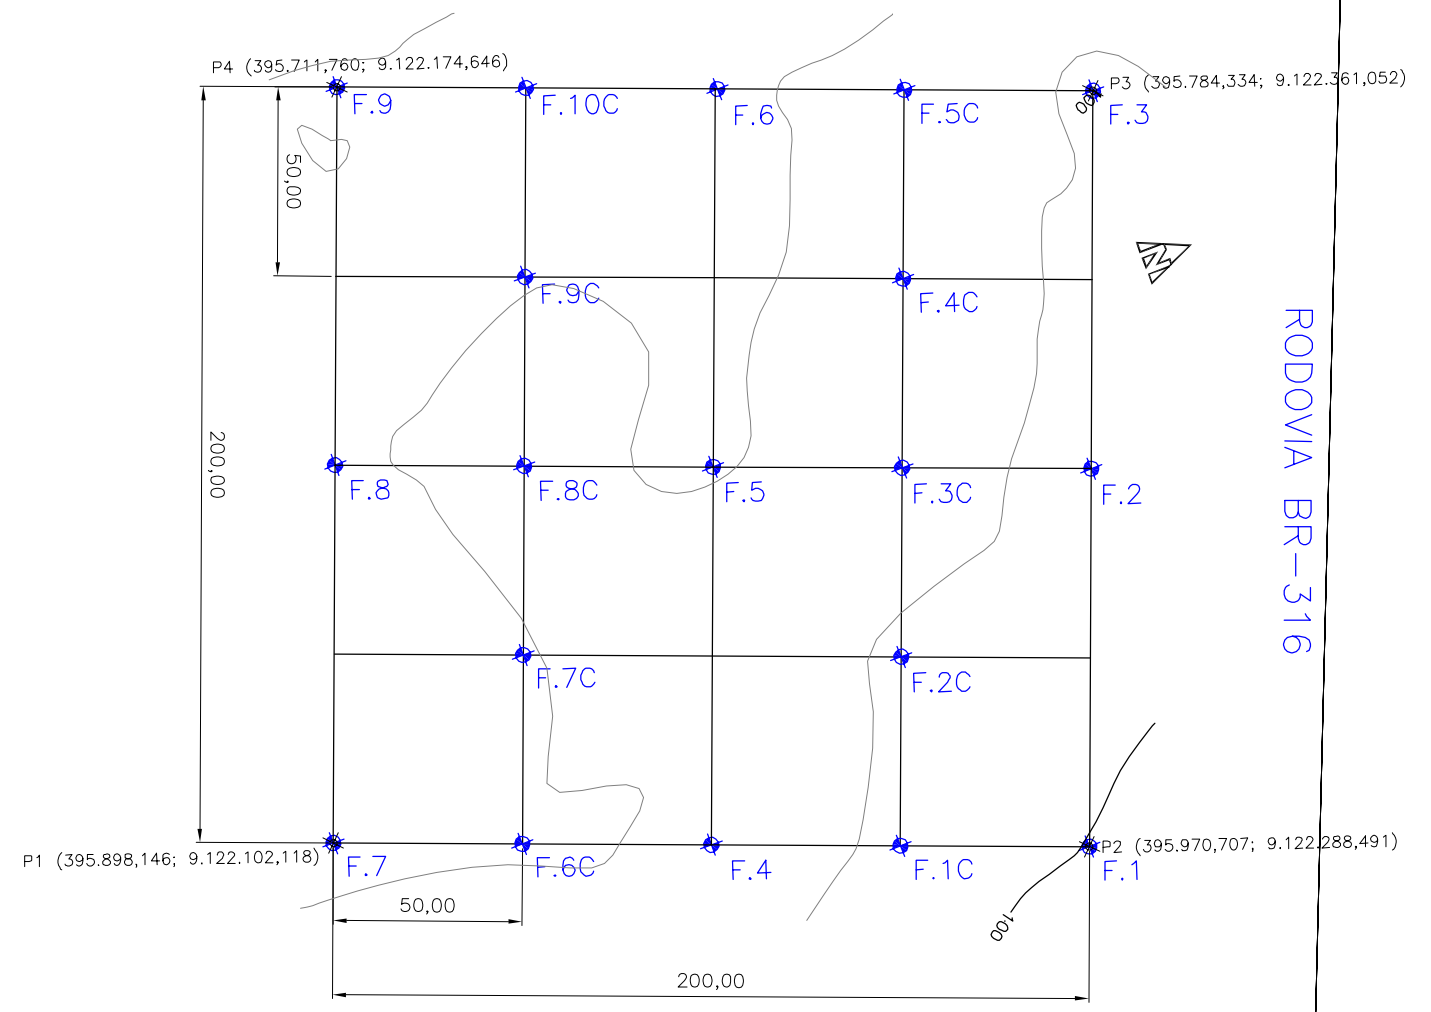 P4 (395.711,760; 9.122.174,646)
P3 (395.784,334; 9.122.361,052)
F.9
F.10C
F.6
F.5C
F.3
50,00
F.9C
F.4C
RODOVIA BR-316
200,00
F.8
F.8C
F.5
F.3C
F.2
F.7C
F.2C
P1 (395.898,146; 9.122.102,118)
P2 (395.970,707; 9.122.288,491)
F.7
F.6C
F.4
F.1C
F.1
50,00
100
200,00